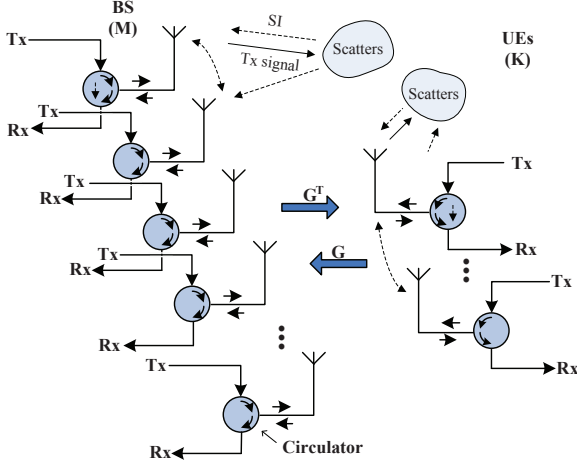 BS
(M)
Tx
SI
Tx signal
Scatters
UEs
(K)
Scatters
Tx
Rx
Tx
Rx
Tx
Rx
Tx
Rx
Tx
Rx
G^T
G
Tx
Rx
Tx
Rx
Circulator